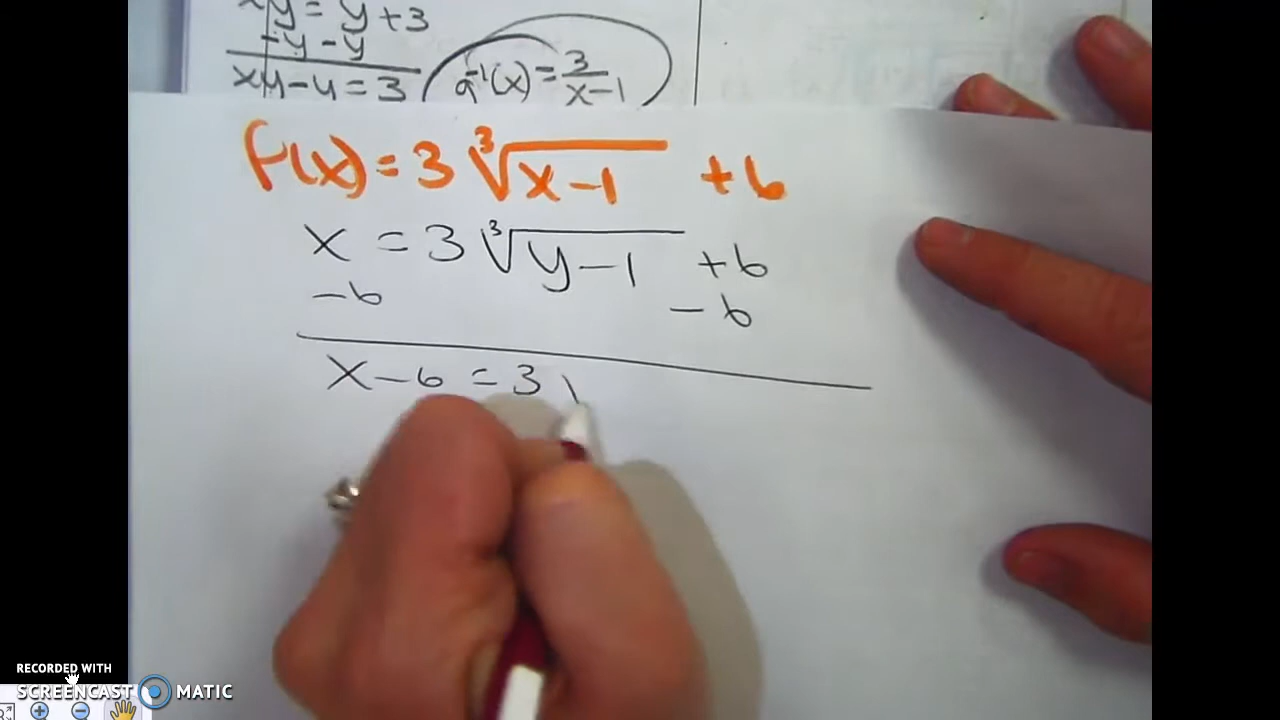 xy = y + 3
-y -y
xy - y = 3
g⁻¹(x) = 3/(x-1)
f(x) = 3 ∛(x-1) + 6
x = 3 ∛(y-1) + 6
-6 -6
x - 6 = 3
RECORDED WITH
SCREENCAST MATIC